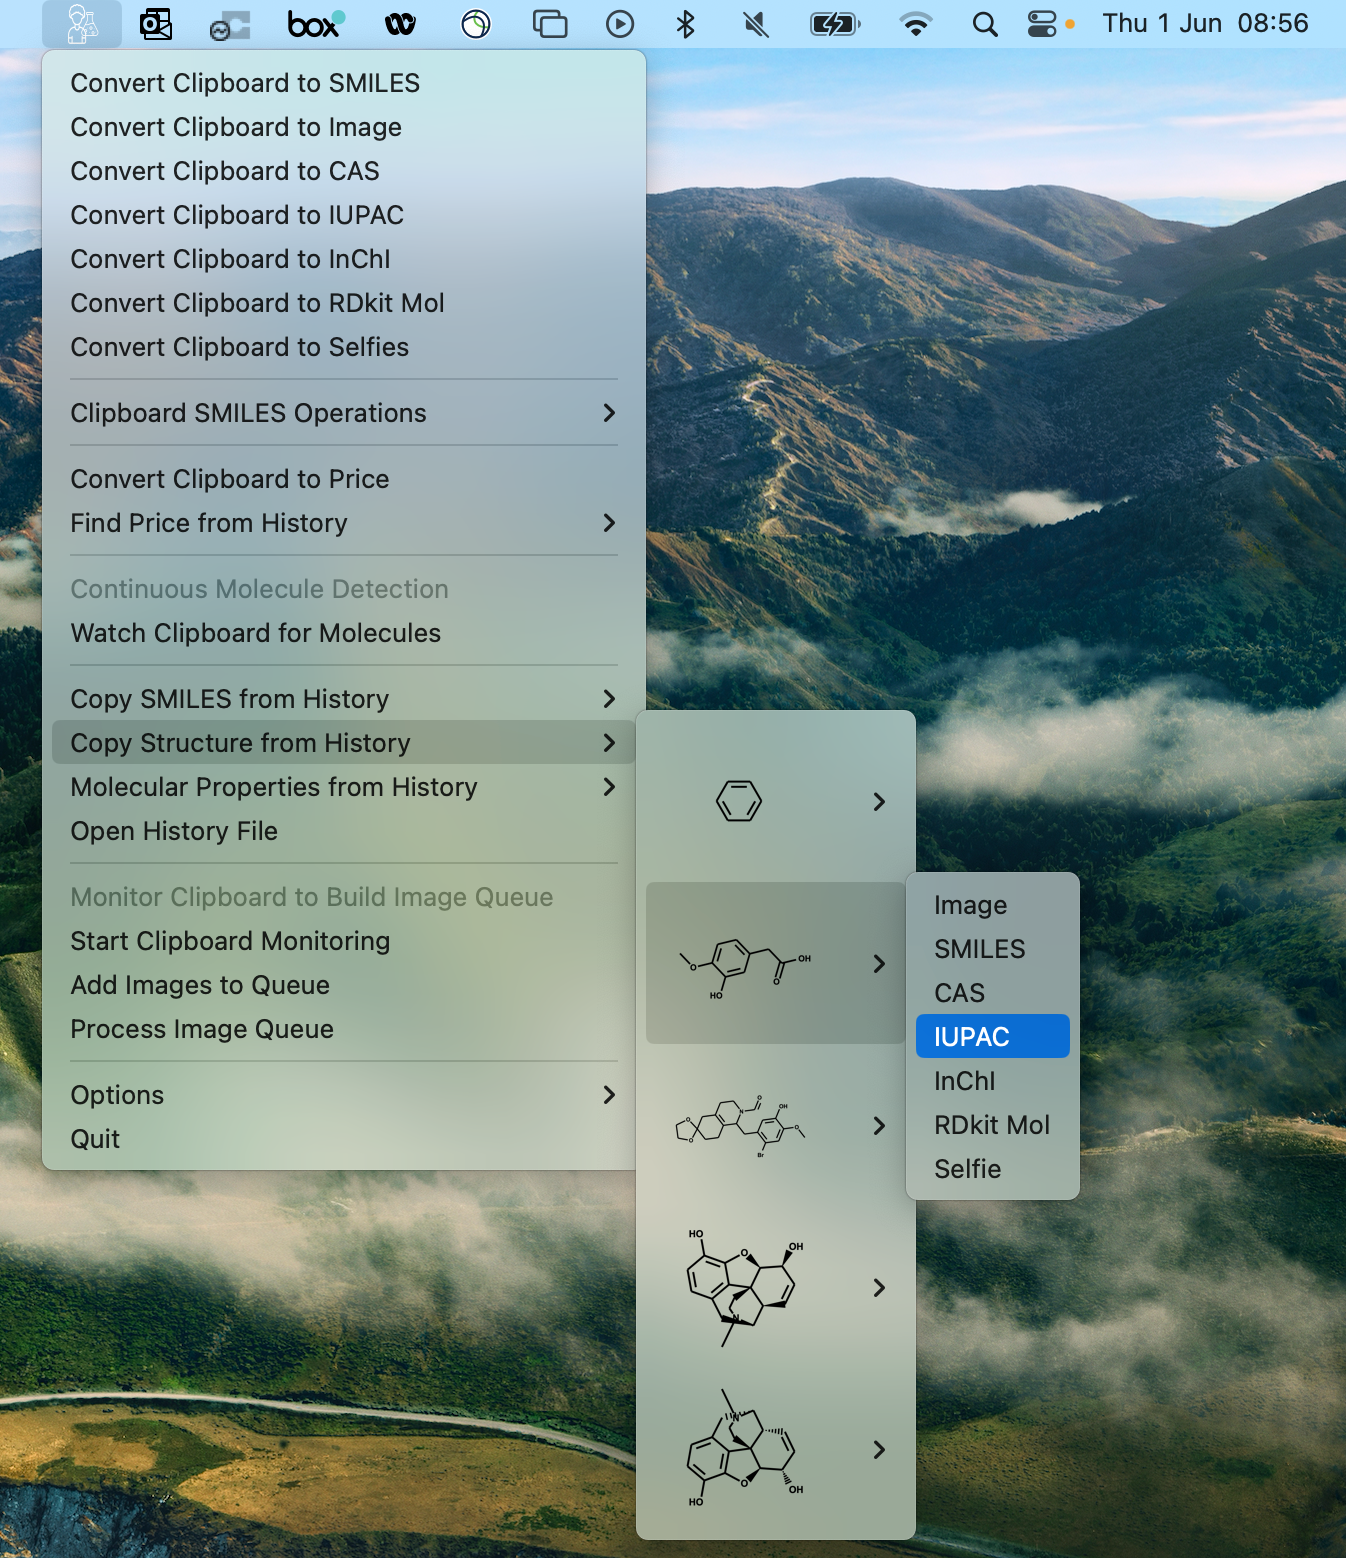 box
Thu 1 Jun 08:56
Convert Clipboard to SMILES
Convert Clipboard to Image
Convert Clipboard to CAS
Convert Clipboard to IUPAC
Convert Clipboard to InChI
Convert Clipboard to RDkit Mol
Convert Clipboard to Selfies
Clipboard SMILES Operations
Convert Clipboard to Price
Find Price from History
Continuous Molecule Detection
Watch Clipboard for Molecules
Copy SMILES from History
Copy Structure from History
Molecular Properties from History
Open History File
Monitor Clipboard to Build Image Queue
Start Clipboard Monitoring
Add Images to Queue
Process Image Queue
Options
Quit
OH
O
O
HO
O
OH
N
O
O
O
Br
HO
OH
O
N
N
O
OH
HO
Image
SMILES
CAS
IUPAC
InChI
RDkit Mol
Selfie